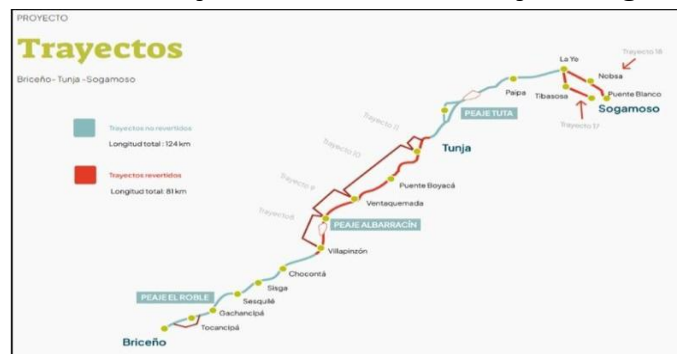 PROYECTO
Trayectos
Briceño- Tunja -Sogamoso
Trayectos no revertidos
Longitud total : 124 km
Trayectos revertidos
Longitud total: 81 km
La Ye
Trayecto 18
Nobsa
Paipa
Tibasosa
Puente Blanco
Sogamoso
PEAJE TUTA
Trayecto 17
Trayecto 11
Tunja
Trayecto 10
Puente Boyacá
Trayecto 9
Ventaquemada
Trayecto 8
PEAJE ALBARRACÍN
Villapinzón
Chocontá
Sisga
PEAJE EL ROBLE
Sesquilé
Gachancipá
Tocancipá
Briceño